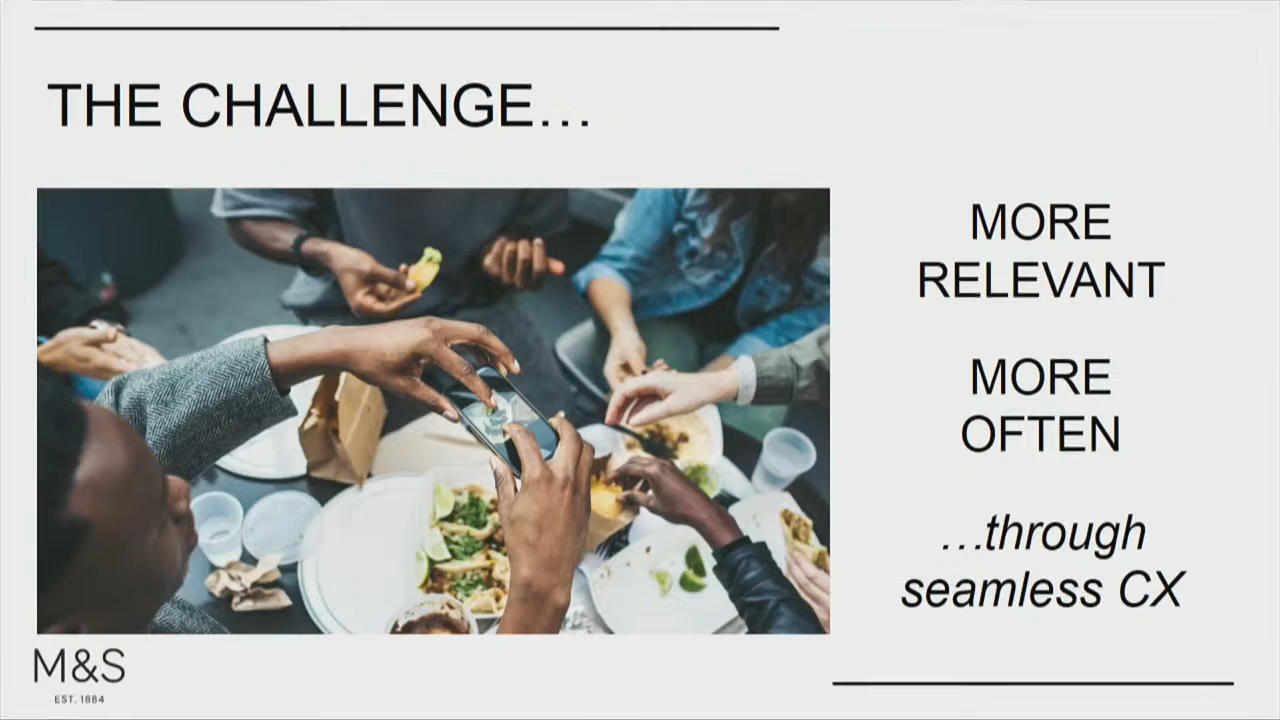 THE CHALLENGE…
MORE
RELEVANT
MORE
OFTEN
…through
seamless CX
M&S
EST. 1884